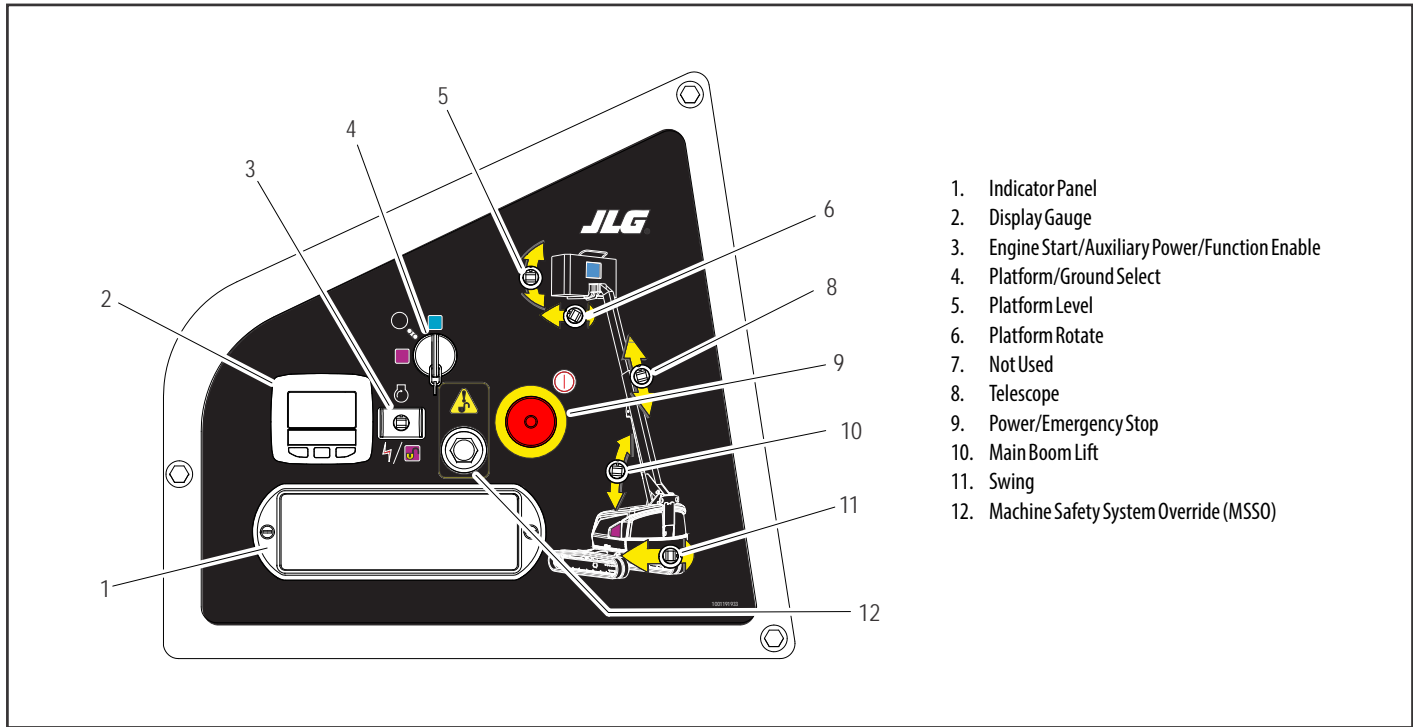 5
4
3
2
1
6
8
9
10
11
12
JLG
1001191933
1. Indicator Panel
2. Display Gauge
3. Engine Start/Auxiliary Power/Function Enable
4. Platform/Ground Select
5. Platform Level
6. Platform Rotate
7. Not Used
8. Telescope
9. Power/Emergency Stop
10. Main Boom Lift
11. Swing
12. Machine Safety System Override (MSSO)